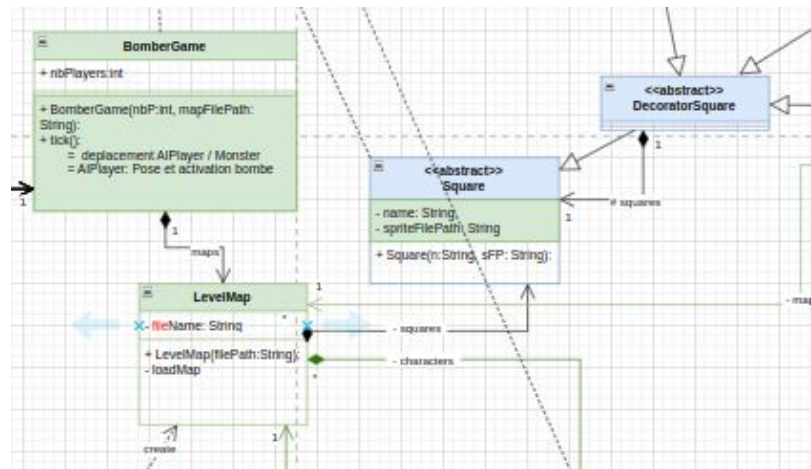 BomberGame
+ nbPlayers:int
+ BomberGame(nbP:Int, mapFilePath:
String):
+ tick():
= deplacement AIPlayer / Monster
= AIPlayer: Pose et activation bombe
1
1
maps
<<abstract>>
DecoratorSquare
1
# squares
1
<<abstract>>
Square
- name: String,
- spriteFilePath: String
+ Square(n:String, sFP: String):
LevelMap
1
- map
- fileName: String
*
- squares
+ LevelMap(filePath:String):
- loadMap
- characters
*
create
1